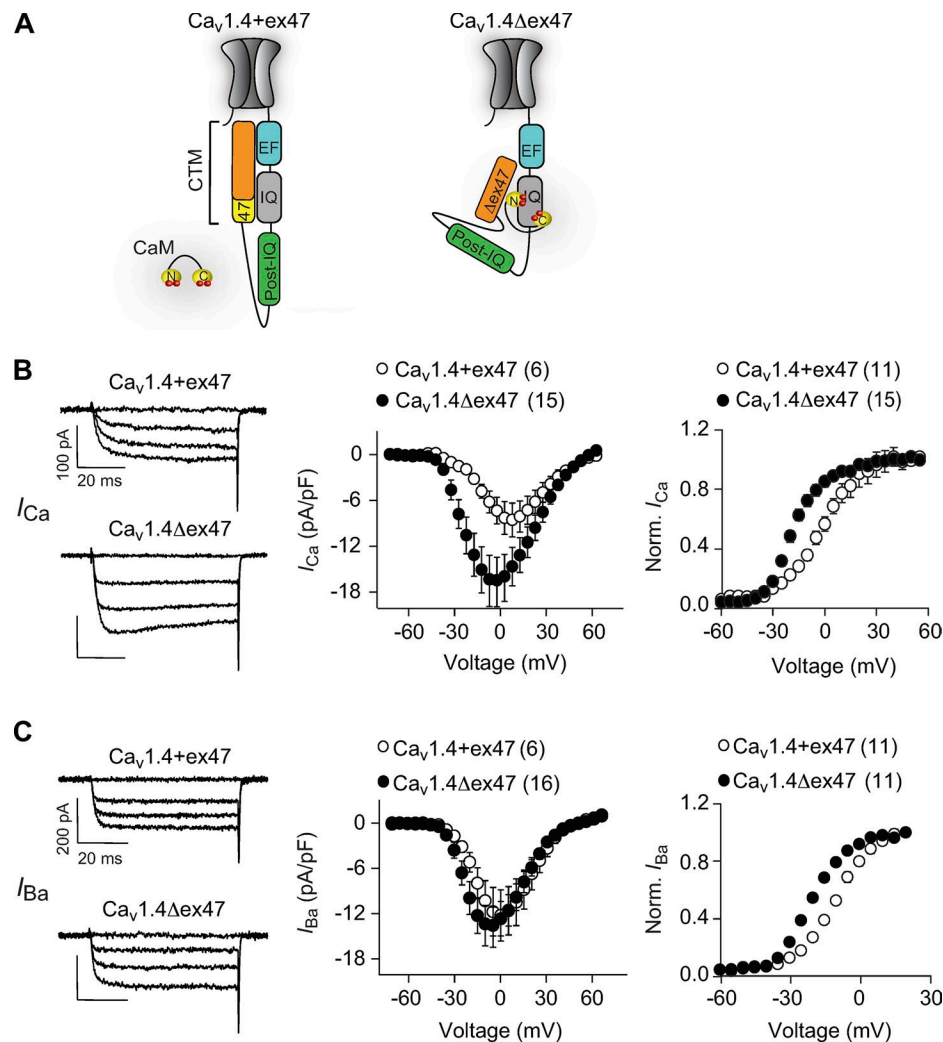 A
Caᵥ1.4+ex47
Caᵥ1.4Δex47
CTM
EF
IQ
47
Post-IQ
CaM
N
C
EF
Δex47
N
IQ
C
Post-IQ
B
Caᵥ1.4+ex47
100 pA
20 ms
I Ca
Caᵥ1.4Δex47
Caᵥ1.4+ex47 (6)
Caᵥ1.4Δex47 (15)
0
-6
-12
-18
I Ca (pA/pF)
-60 -30 0 30 60
Voltage (mV)
Caᵥ1.4+ex47 (11)
Caᵥ1.4Δex47 (15)
1.2
0.8
0.4
0.0
Norm. I Ca
-60 -30 0 30 60
Voltage (mV)
C
Caᵥ1.4+ex47
200 pA
20 ms
I Ba
Caᵥ1.4Δex47
Caᵥ1.4+ex47 (6)
Caᵥ1.4Δex47 (16)
0
-6
-12
-18
I Ba (pA/pF)
-60 -30 0 30 60
Voltage (mV)
Caᵥ1.4+ex47 (11)
Caᵥ1.4Δex47 (11)
1.2
0.8
0.4
0.0
Norm. I Ba
-60 -30 0 30
Voltage (mV)